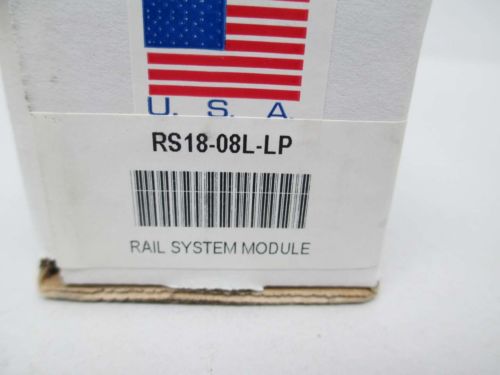 U. S. A.
RS18-08L-LP
RAIL SYSTEM MODULE